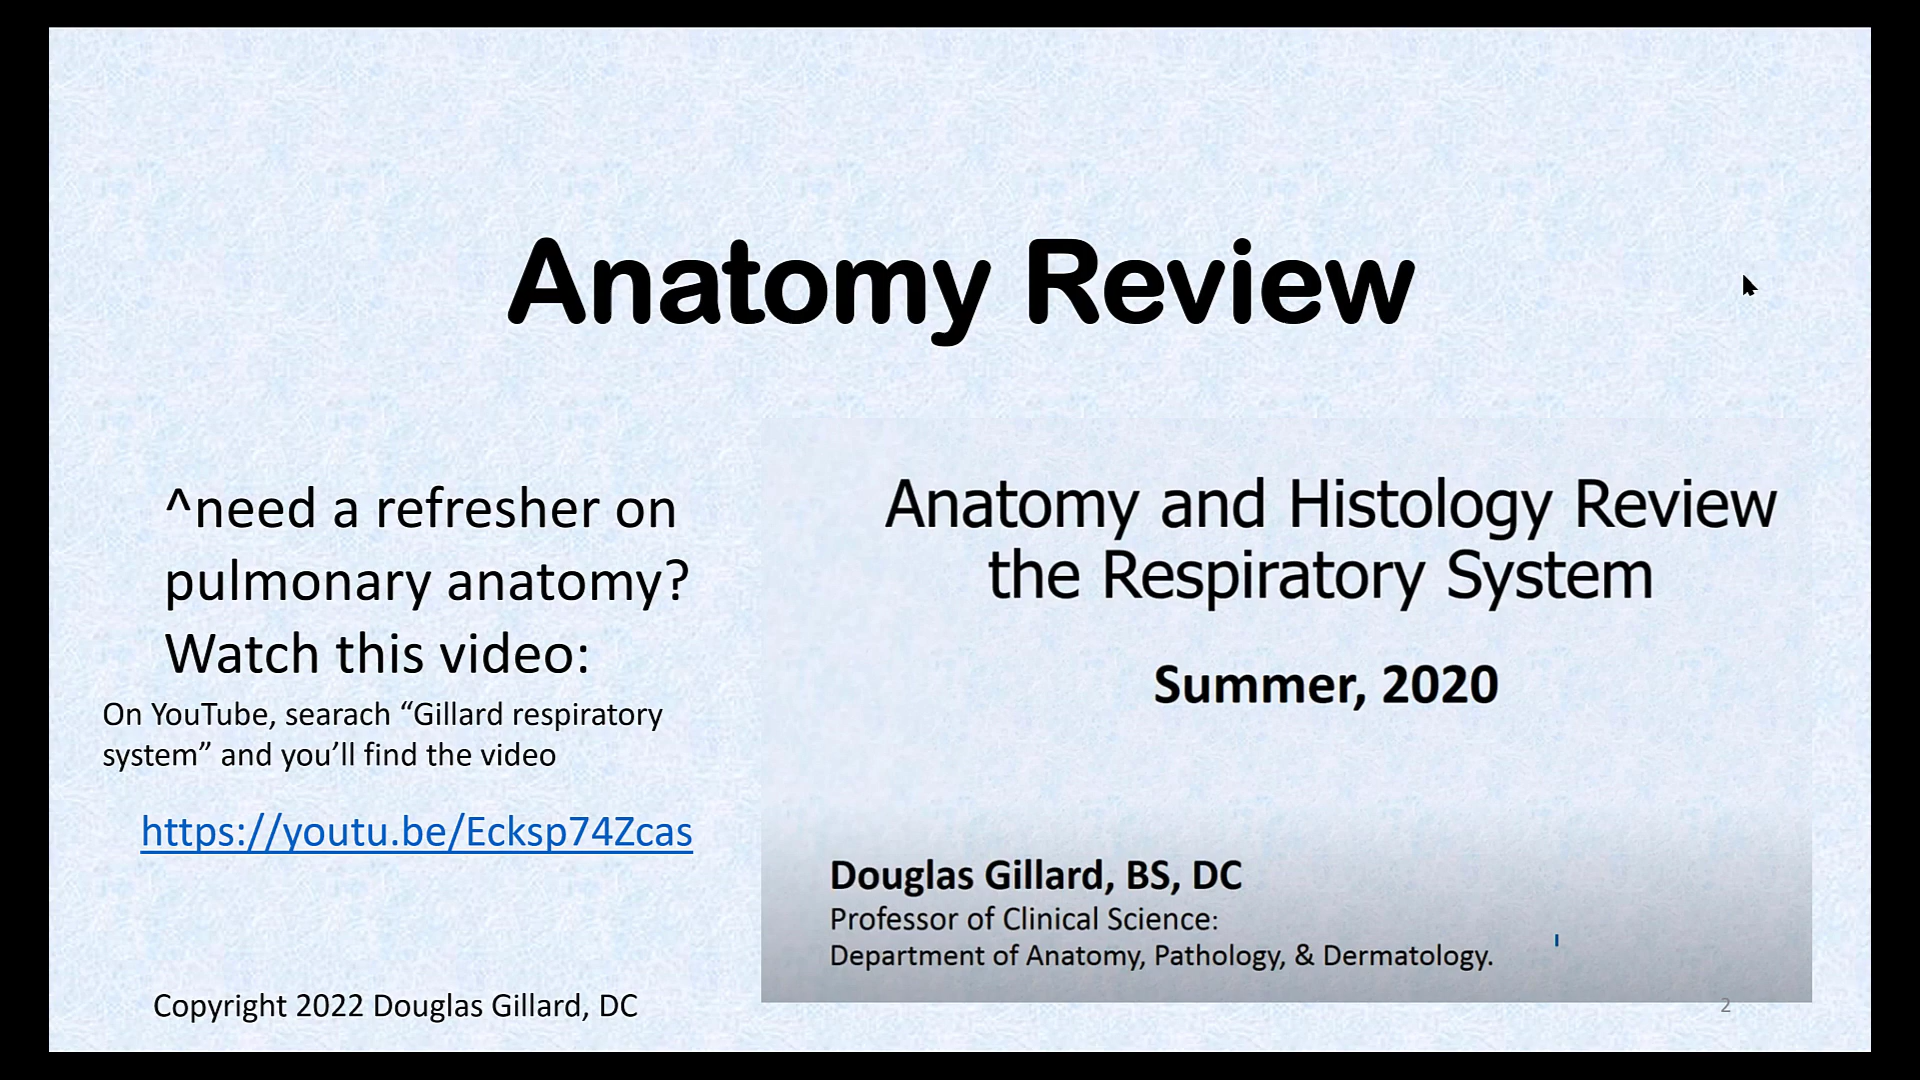 Anatomy Review
^need a refresher on
pulmonary anatomy?
Watch this video:
On YouTube, searach “Gillard respiratory
system” and you’ll find the video
https://youtu.be/Ecksp74Zcas
Copyright 2022 Douglas Gillard, DC
Anatomy and Histology Review
the Respiratory System
Summer, 2020
Douglas Gillard, BS, DC
Professor of Clinical Science:
Department of Anatomy, Pathology, & Dermatology.
2